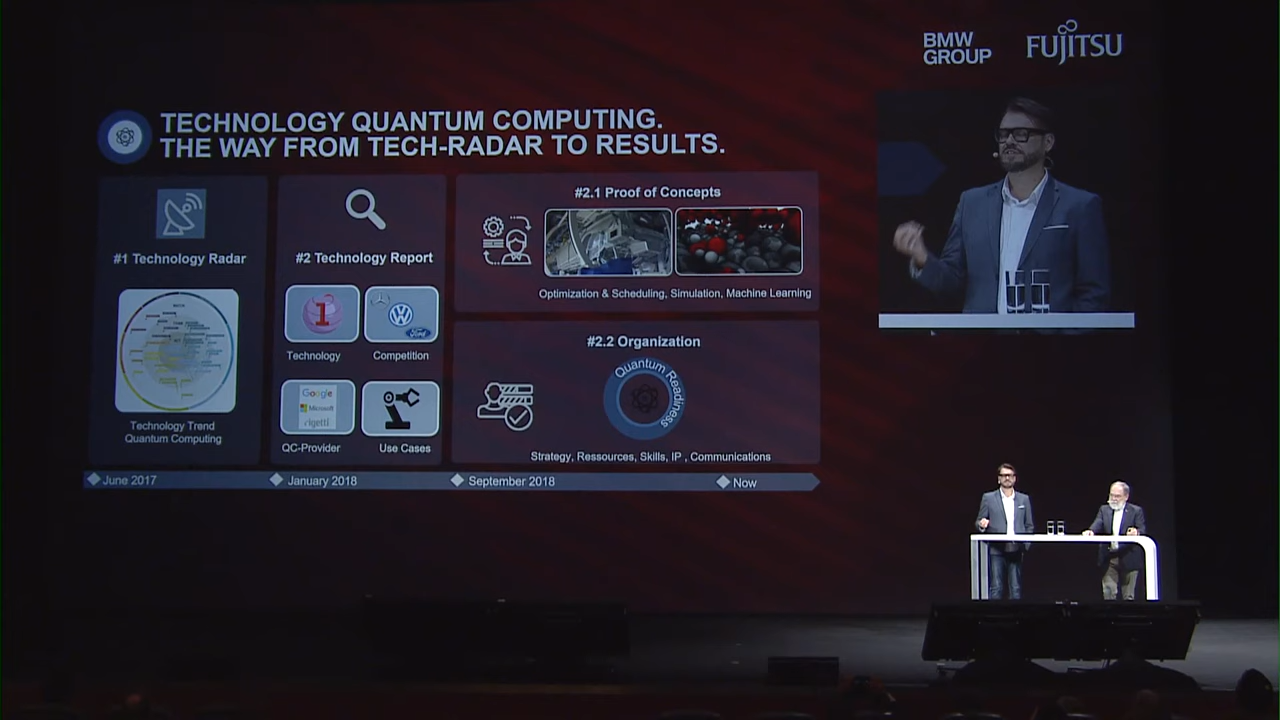 BMW
GROUP
FUJITSU
TECHNOLOGY QUANTUM COMPUTING.
THE WAY FROM TECH-RADAR TO RESULTS.
#1 Technology Radar
Technology Trend
Quantum Computing
#2 Technology Report
1
Technology
Ford
Competition
Google
Microsoft
rigetti
QC-Provider
Use Cases
#2.1 Proof of Concepts
Optimization & Scheduling, Simulation, Machine Learning
#2.2 Organization
Quantum Readiness
Strategy, Ressources, Skills, IP , Communications
June 2017
January 2018
September 2018
Now